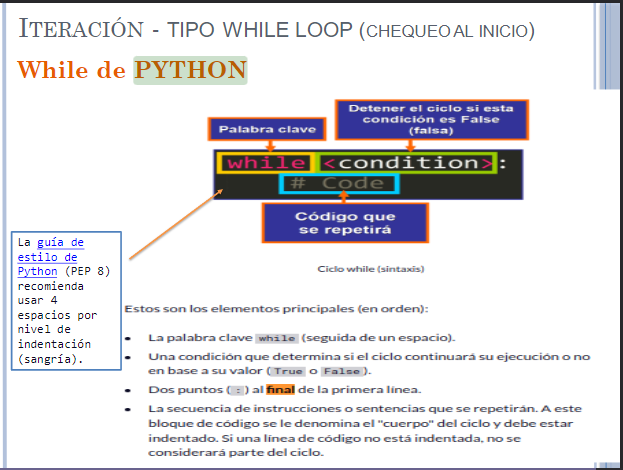 ITERACIÓN - TIPO WHILE LOOP (CHEQUEO AL INICIO)
While de PYTHON
Palabra clave
Detener el ciclo si esta
condición es False
(falsa)
while <condition>:
# Code
Código que
se repetirá
Ciclo while (sintaxis)
La guía de
estilo de
Python (PEP 8)
recomienda
usar 4
espacios por
nivel de
indentación
(sangría).
Estos son los elementos principales (en orden):
• La palabra clave while (seguida de un espacio).
• Una condición que determina si el ciclo continuará su ejecución o no
en base a su valor (True o False).
• Dos puntos (:) al final de la primera línea.
• La secuencia de instrucciones o sentencias que se repetirán. A este
bloque de código se le denomina el "cuerpo" del ciclo y debe estar
indentado. Si una línea de código no está indentada, no se
considerará parte del ciclo.